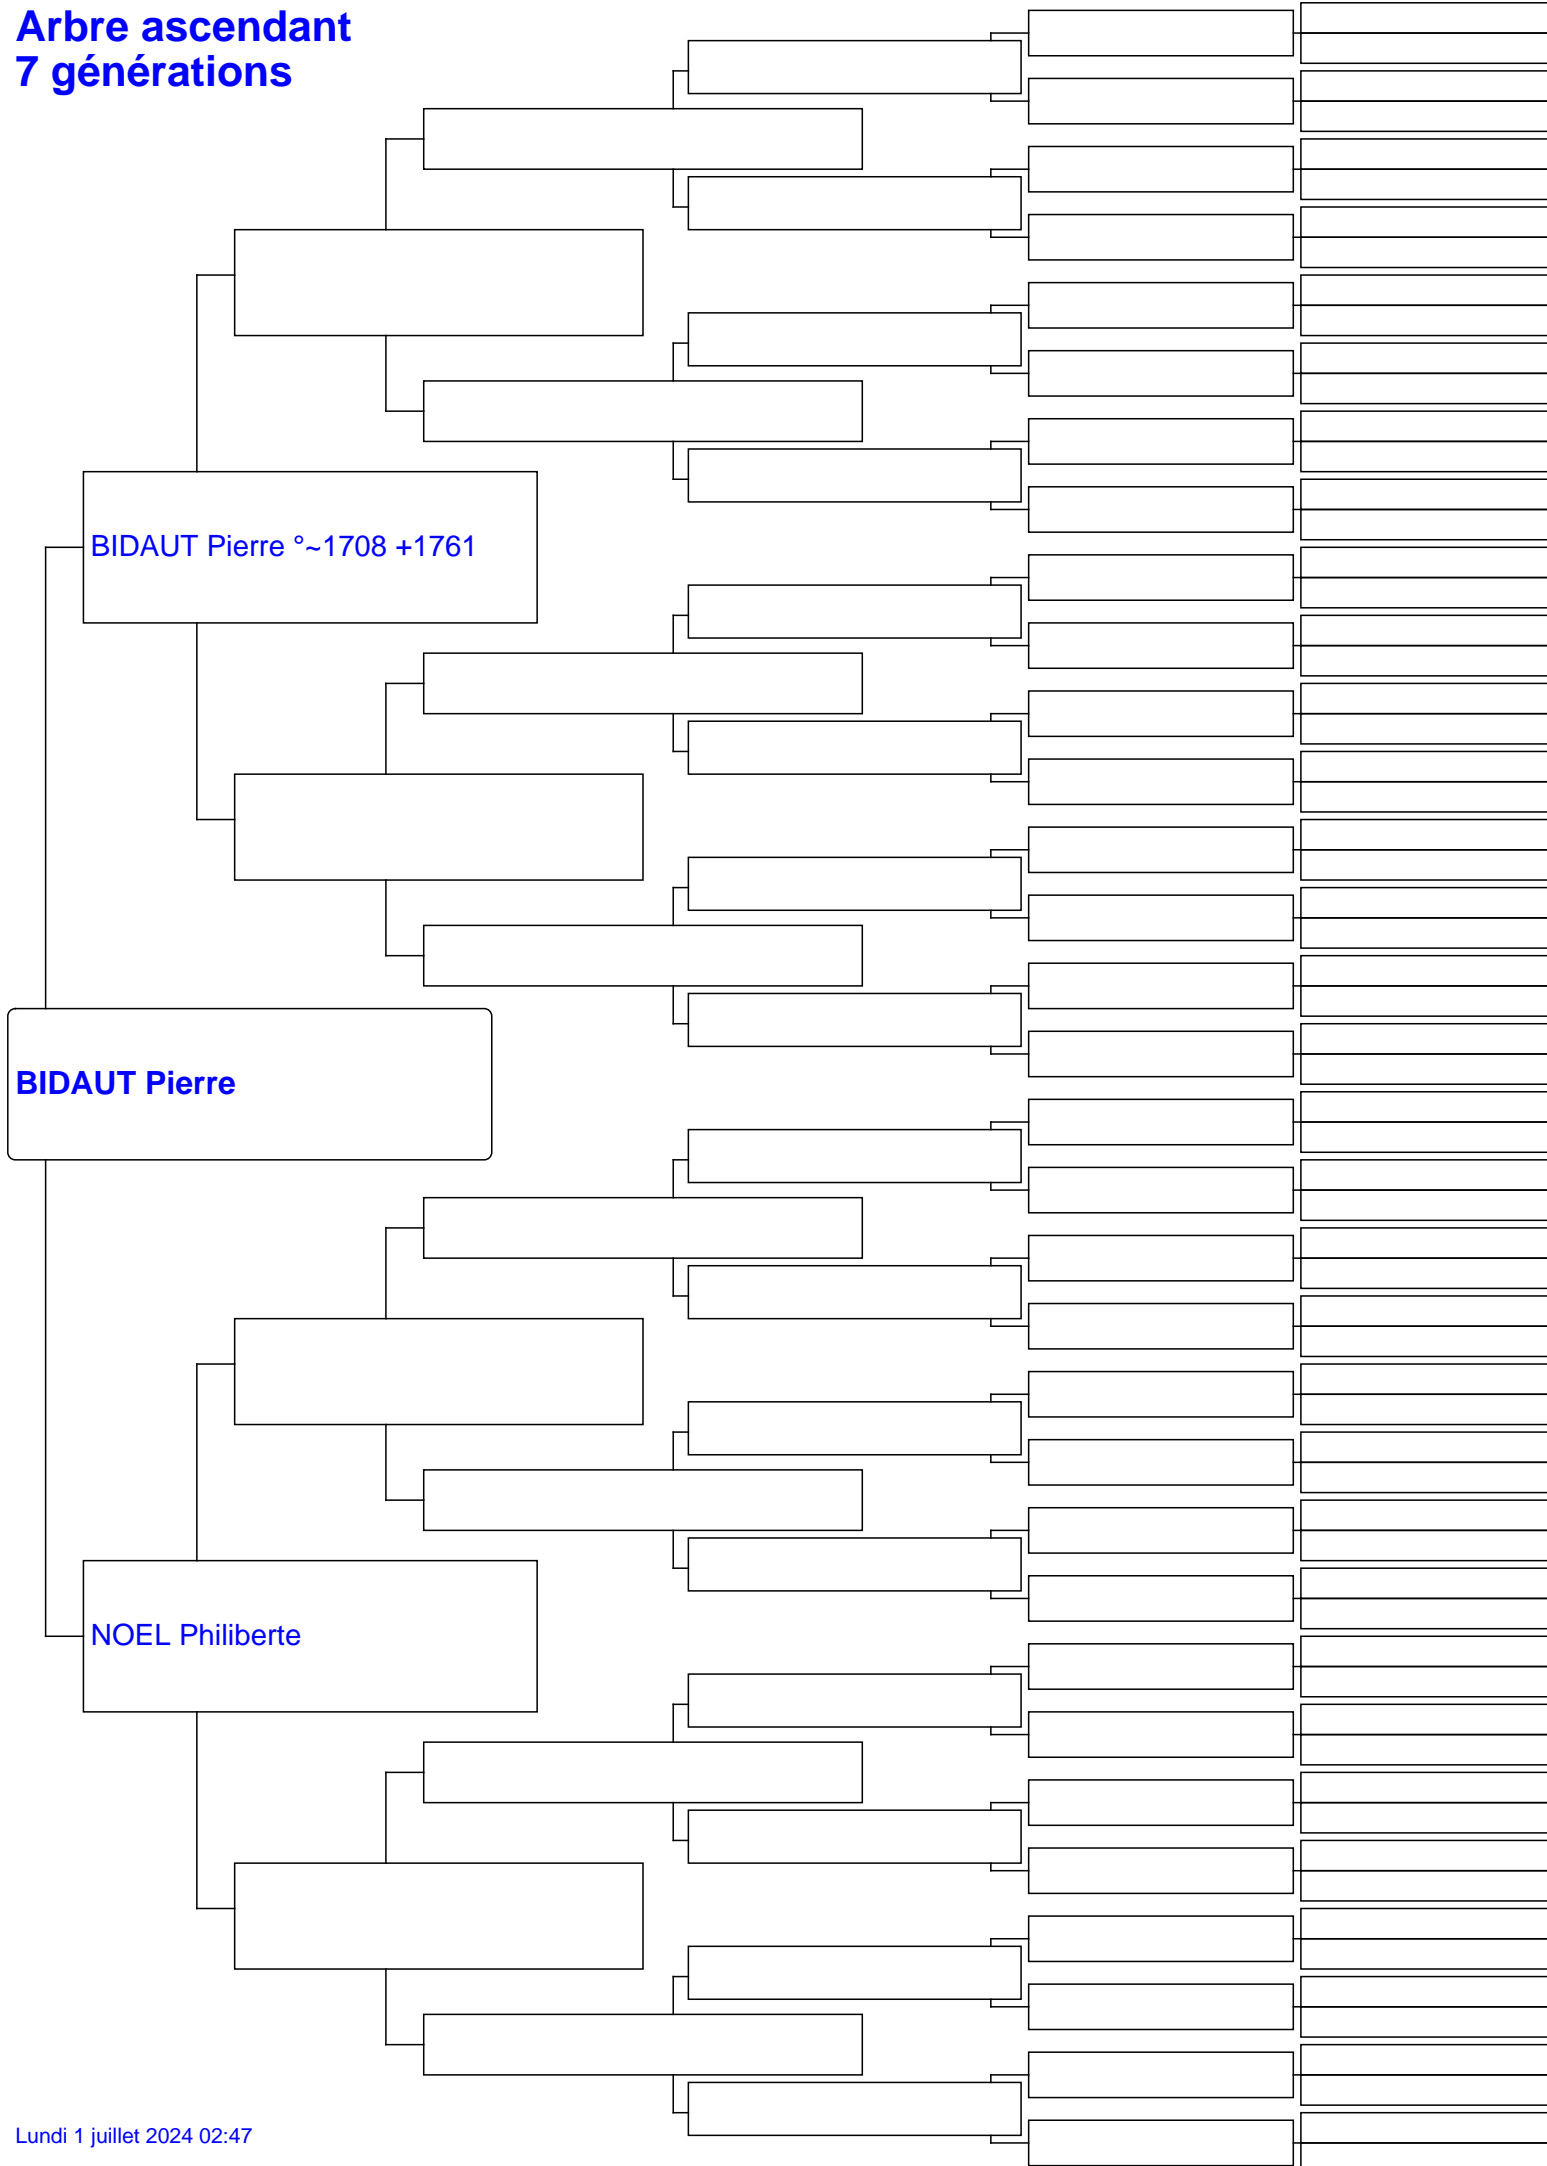 Arbre ascendant
7 générations
BIDAUT Pierre °~1708 +1761
BIDAUT Pierre
NOEL Philiberte
Lundi 1 juillet 2024 02:47